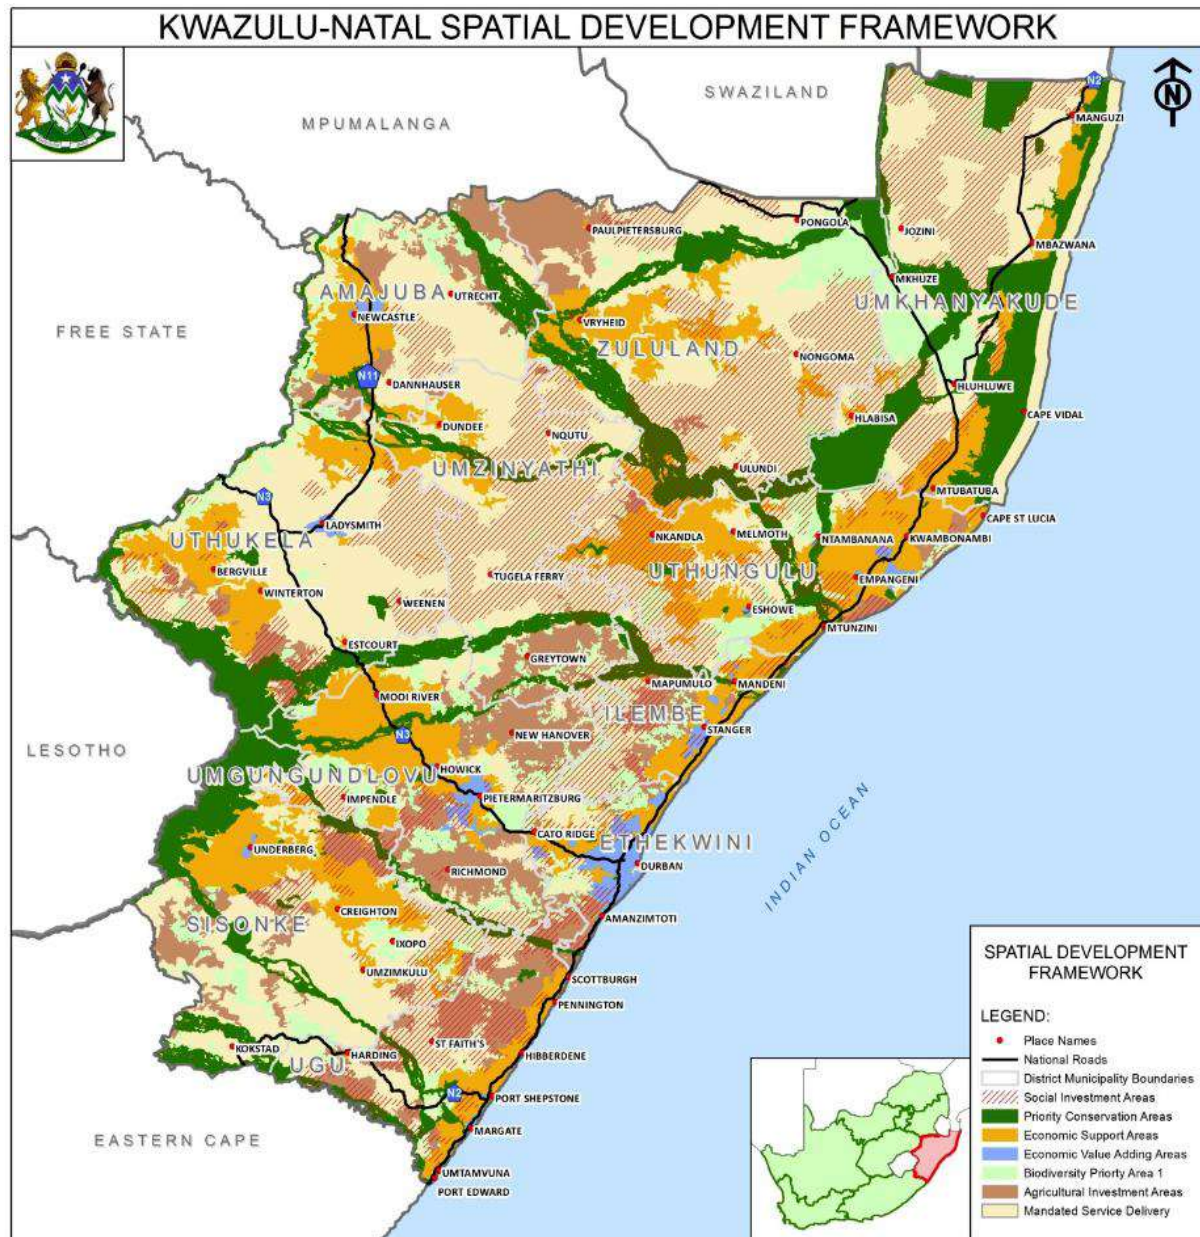 KWAZULU-NATAL SPATIAL DEVELOPMENT FRAMEWORK
SWAZILAND
MPUMALANGA
N2
N
MANGUZI
PAULPIETERSBURG
PONGOLA
JOZINI
MBAZWANA
MKHUZE
UMKHANYAKUDE
AMAJUBA
UTRECHT
NEWCASTLE
FREE STATE
VRYHEID
ZULULAND
NONGOMA
N11
DANNHAUSER
HLUHLUWE
HLABISA
CAPE VIDAL
DUNDEE
NQUTU
UMZINYATHI
ULUNDI
N3
MTUBATUBA
CAPE ST LUCIA
LADYSMITH
UTHUKELA
NKANDLA
MELMOTH
NTAMBANANA
KWAMBONAMBI
BERGVILLE
TUGELA FERRY
UTHUNGULU
EMPANGENI
WINTERTON
WEENEN
ESHOWE
MTUNZINI
ESTCOURT
GREYTOWN
MAPUMULO
MANDENI
MOOI RIVER
ILEMBE
STANGER
N3
NEW HANOVER
LESOTHO
UMGUNGUNDLOVU
HOWICK
IMPENDLE
PIETERMARITZBURG
CATO RIDGE
ETHEKWINI
UNDERBERG
DURBAN
INDIAN OCEAN
RICHMOND
CREIGHTON
AMANZIMTOTI
SISONKE
IXOPO
UMZIMKULU
SCOTTBURGH
PENNINGTON
KOKSTAD
HARDING
ST FAITH'S
HIBBERDENE
UGU
N2
PORT SHEPSTONE
MARGATE
EASTERN CAPE
UMTAMVUNA
PORT EDWARD
SPATIAL DEVELOPMENT
FRAMEWORK
LEGEND:
Place Names
National Roads
District Municipality Boundaries
Social Investment Areas
Priority Conservation Areas
Economic Support Areas
Economic Value Adding Areas
Biodiversity Priorty Area 1
Agricultural Investment Areas
Mandated Service Delivery